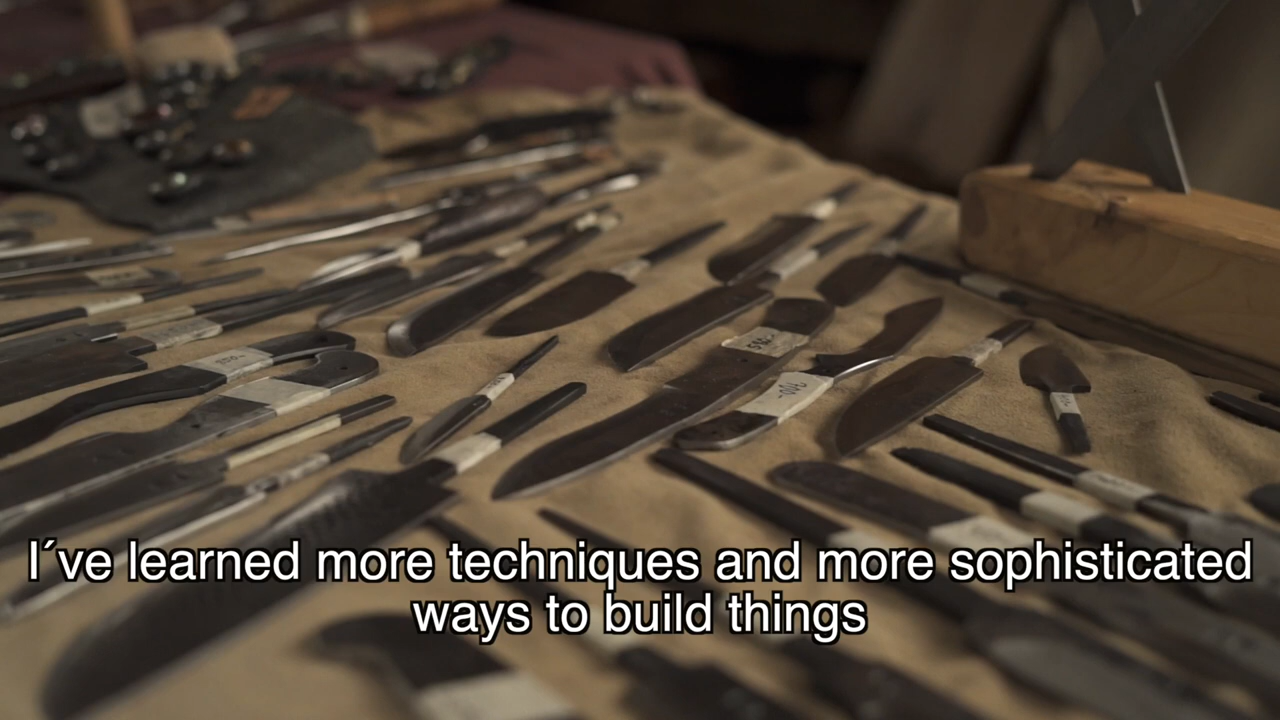 I´ve learned more techniques and more sophisticated
ways to build things